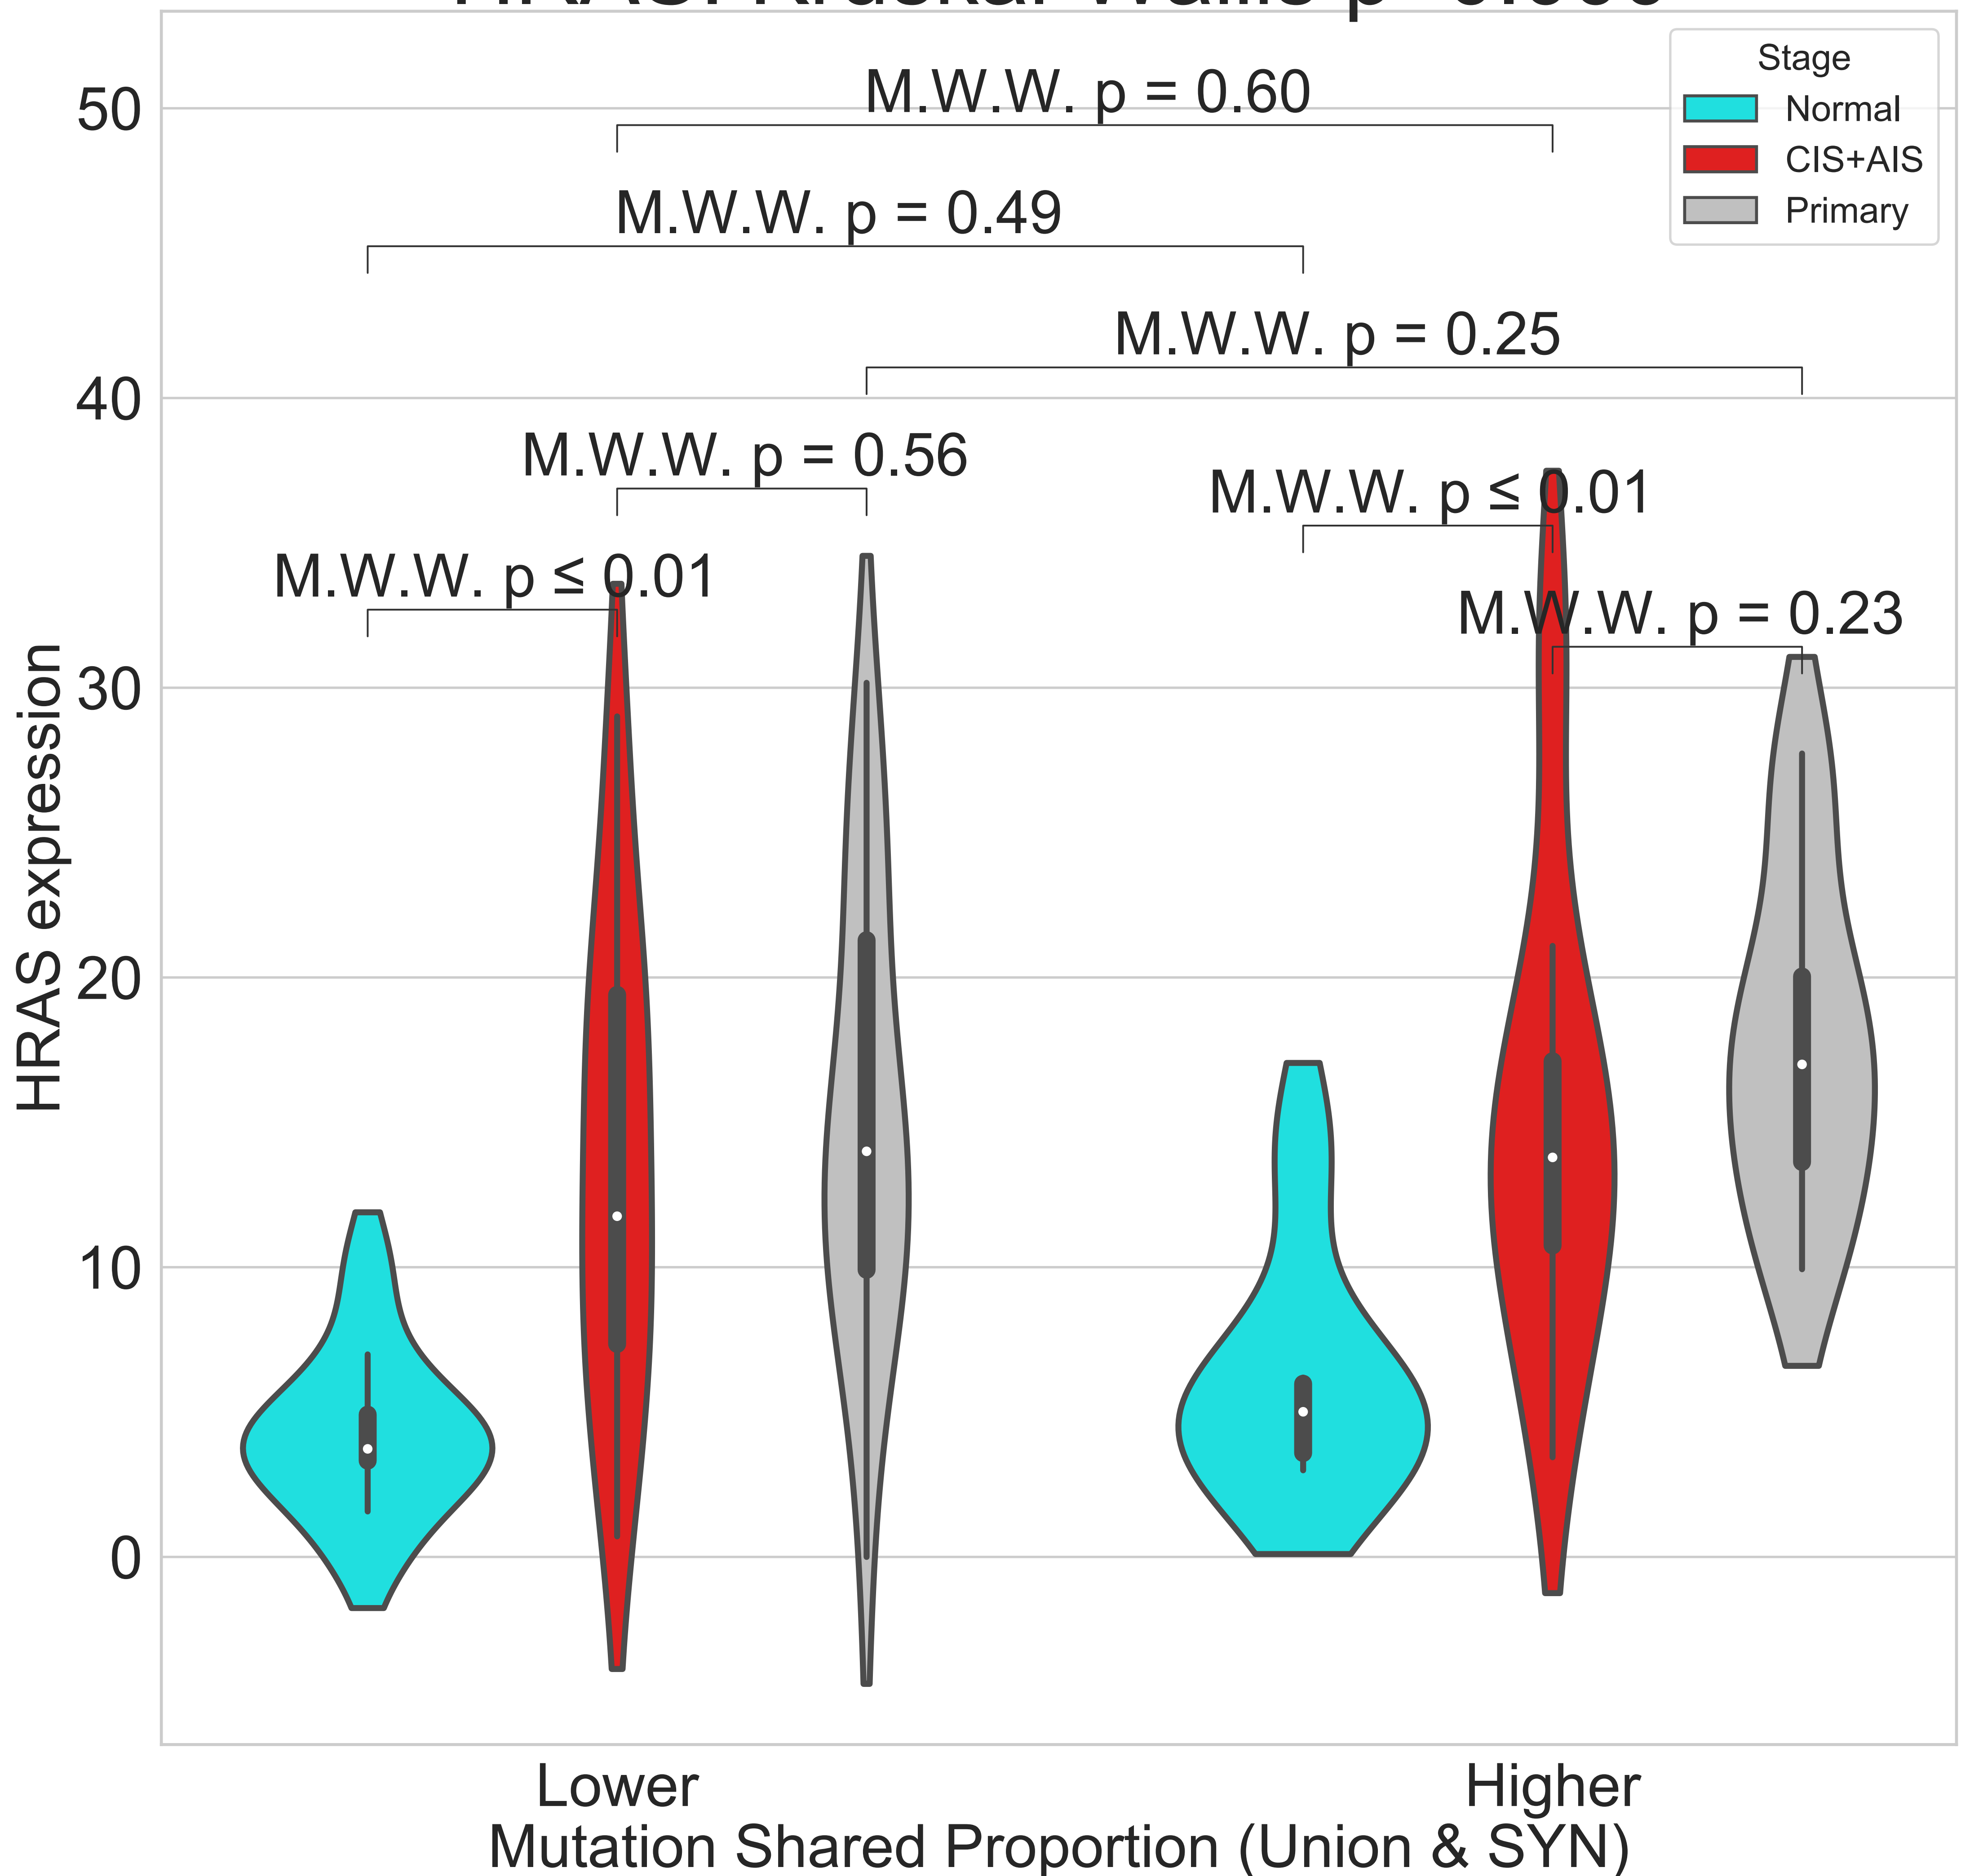 Stage
Normal
CIS+AIS
Primary
M.W.W. p = 0.60
M.W.W. p = 0.49
M.W.W. p = 0.25
M.W.W. p = 0.56
M.W.W. p ≤ 0.01
M.W.W. p ≤ 0.01
M.W.W. p = 0.23
50
40
30
20
10
0
HRAS expression
Lower
Higher
Mutation Shared Proportion (Union & SYN)